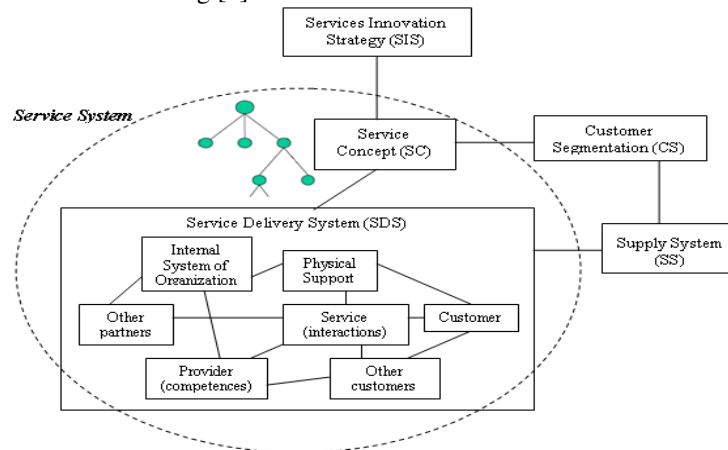 Services Innovation
Strategy (SIS)
Service System
Service
Concept (SC)
Customer
Segmentation (CS)
Service Delivery System (SDS)
Supply System
(SS)
Internal
System of
Organization
Physical
Support
Other
partners
Service
(interactions)
Customer
Provider
(competences)
Other
customers